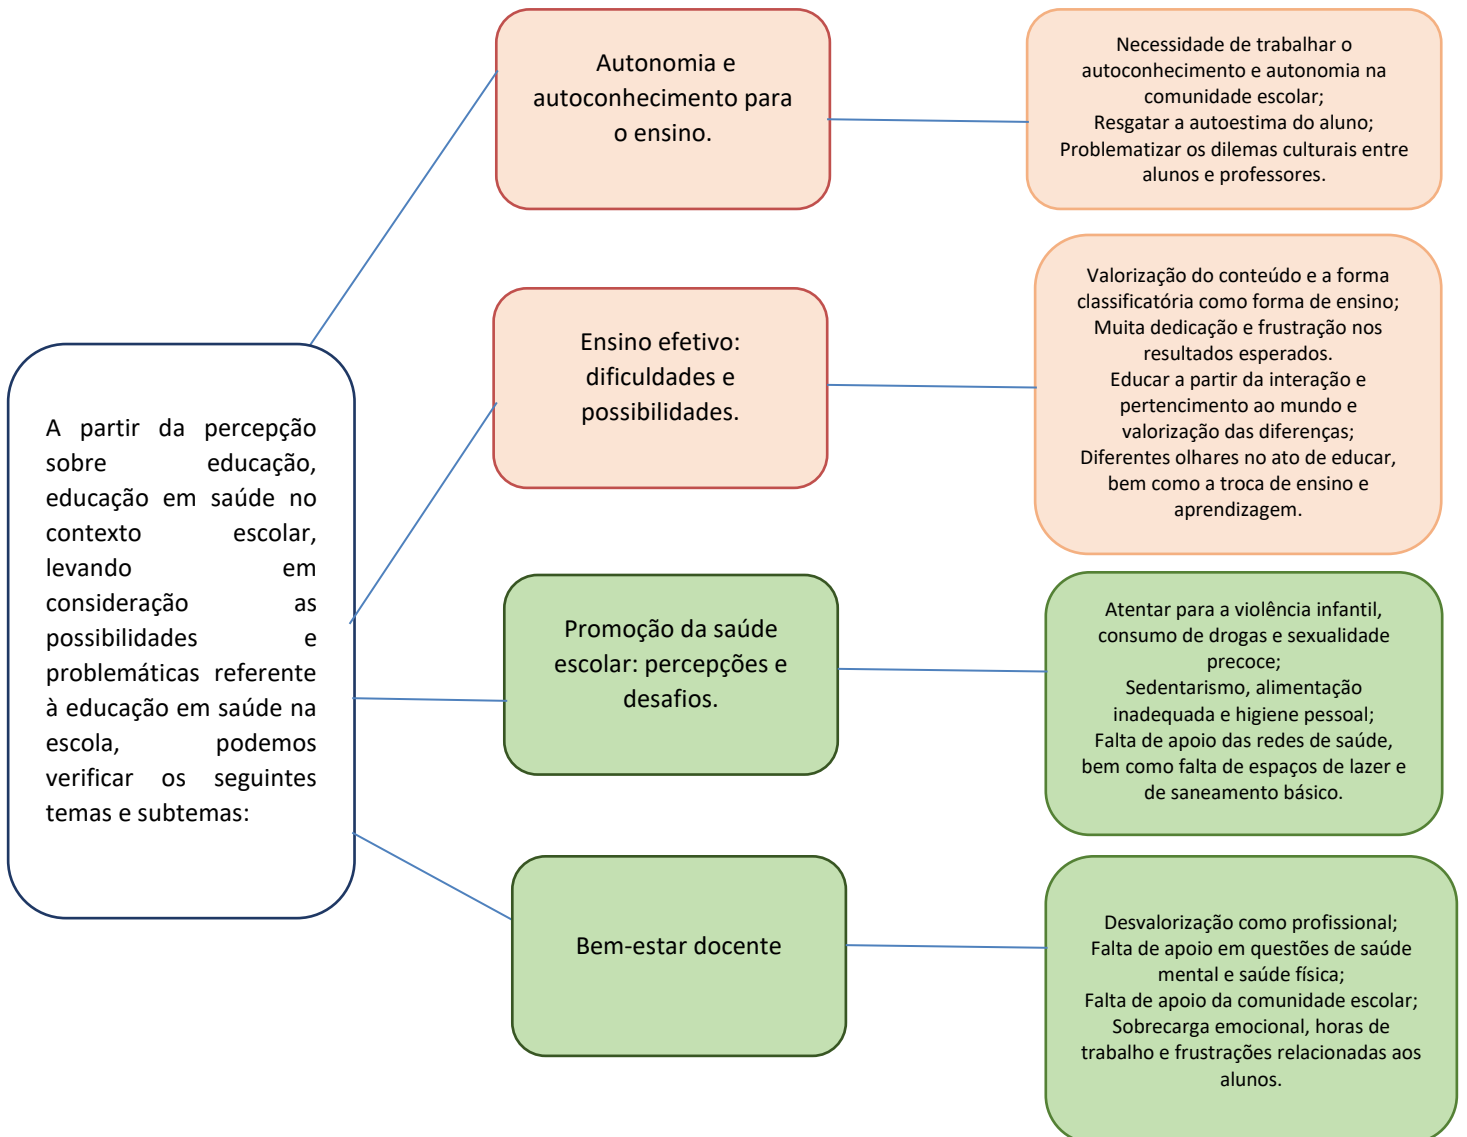 A partir da percepção
sobre educação,
educação em saúde no
contexto escolar,
levando em
consideração as
possibilidades e
problemáticas referente
à educação em saúde na
escola, podemos
verificar os seguintes
temas e subtemas:
Autonomia e
autoconhecimento para
o ensino.
Necessidade de trabalhar o
autoconhecimento e autonomia na
comunidade escolar;
Resgatar a autoestima do aluno;
Problematizar os dilemas culturais entre
alunos e professores.
Ensino efetivo:
dificuldades e
possibilidades.
Valorização do conteúdo e a forma
classificatória como forma de ensino;
Muita dedicação e frustração nos
resultados esperados.
Educar a partir da interação e
pertencimento ao mundo e
valorização das diferenças;
Diferentes olhares no ato de educar,
bem como a troca de ensino e
aprendizagem.
Promoção da saúde
escolar: percepções e
desafios.
Atentar para a violência infantil,
consumo de drogas e sexualidade
precoce;
Sedentarismo, alimentação
inadequada e higiene pessoal;
Falta de apoio das redes de saúde,
bem como falta de espaços de lazer e
de saneamento básico.
Bem-estar docente
Desvalorização como profissional;
Falta de apoio em questões de saúde
mental e saúde física;
Falta de apoio da comunidade escolar;
Sobrecarga emocional, horas de
trabalho e frustrações relacionadas aos
alunos.